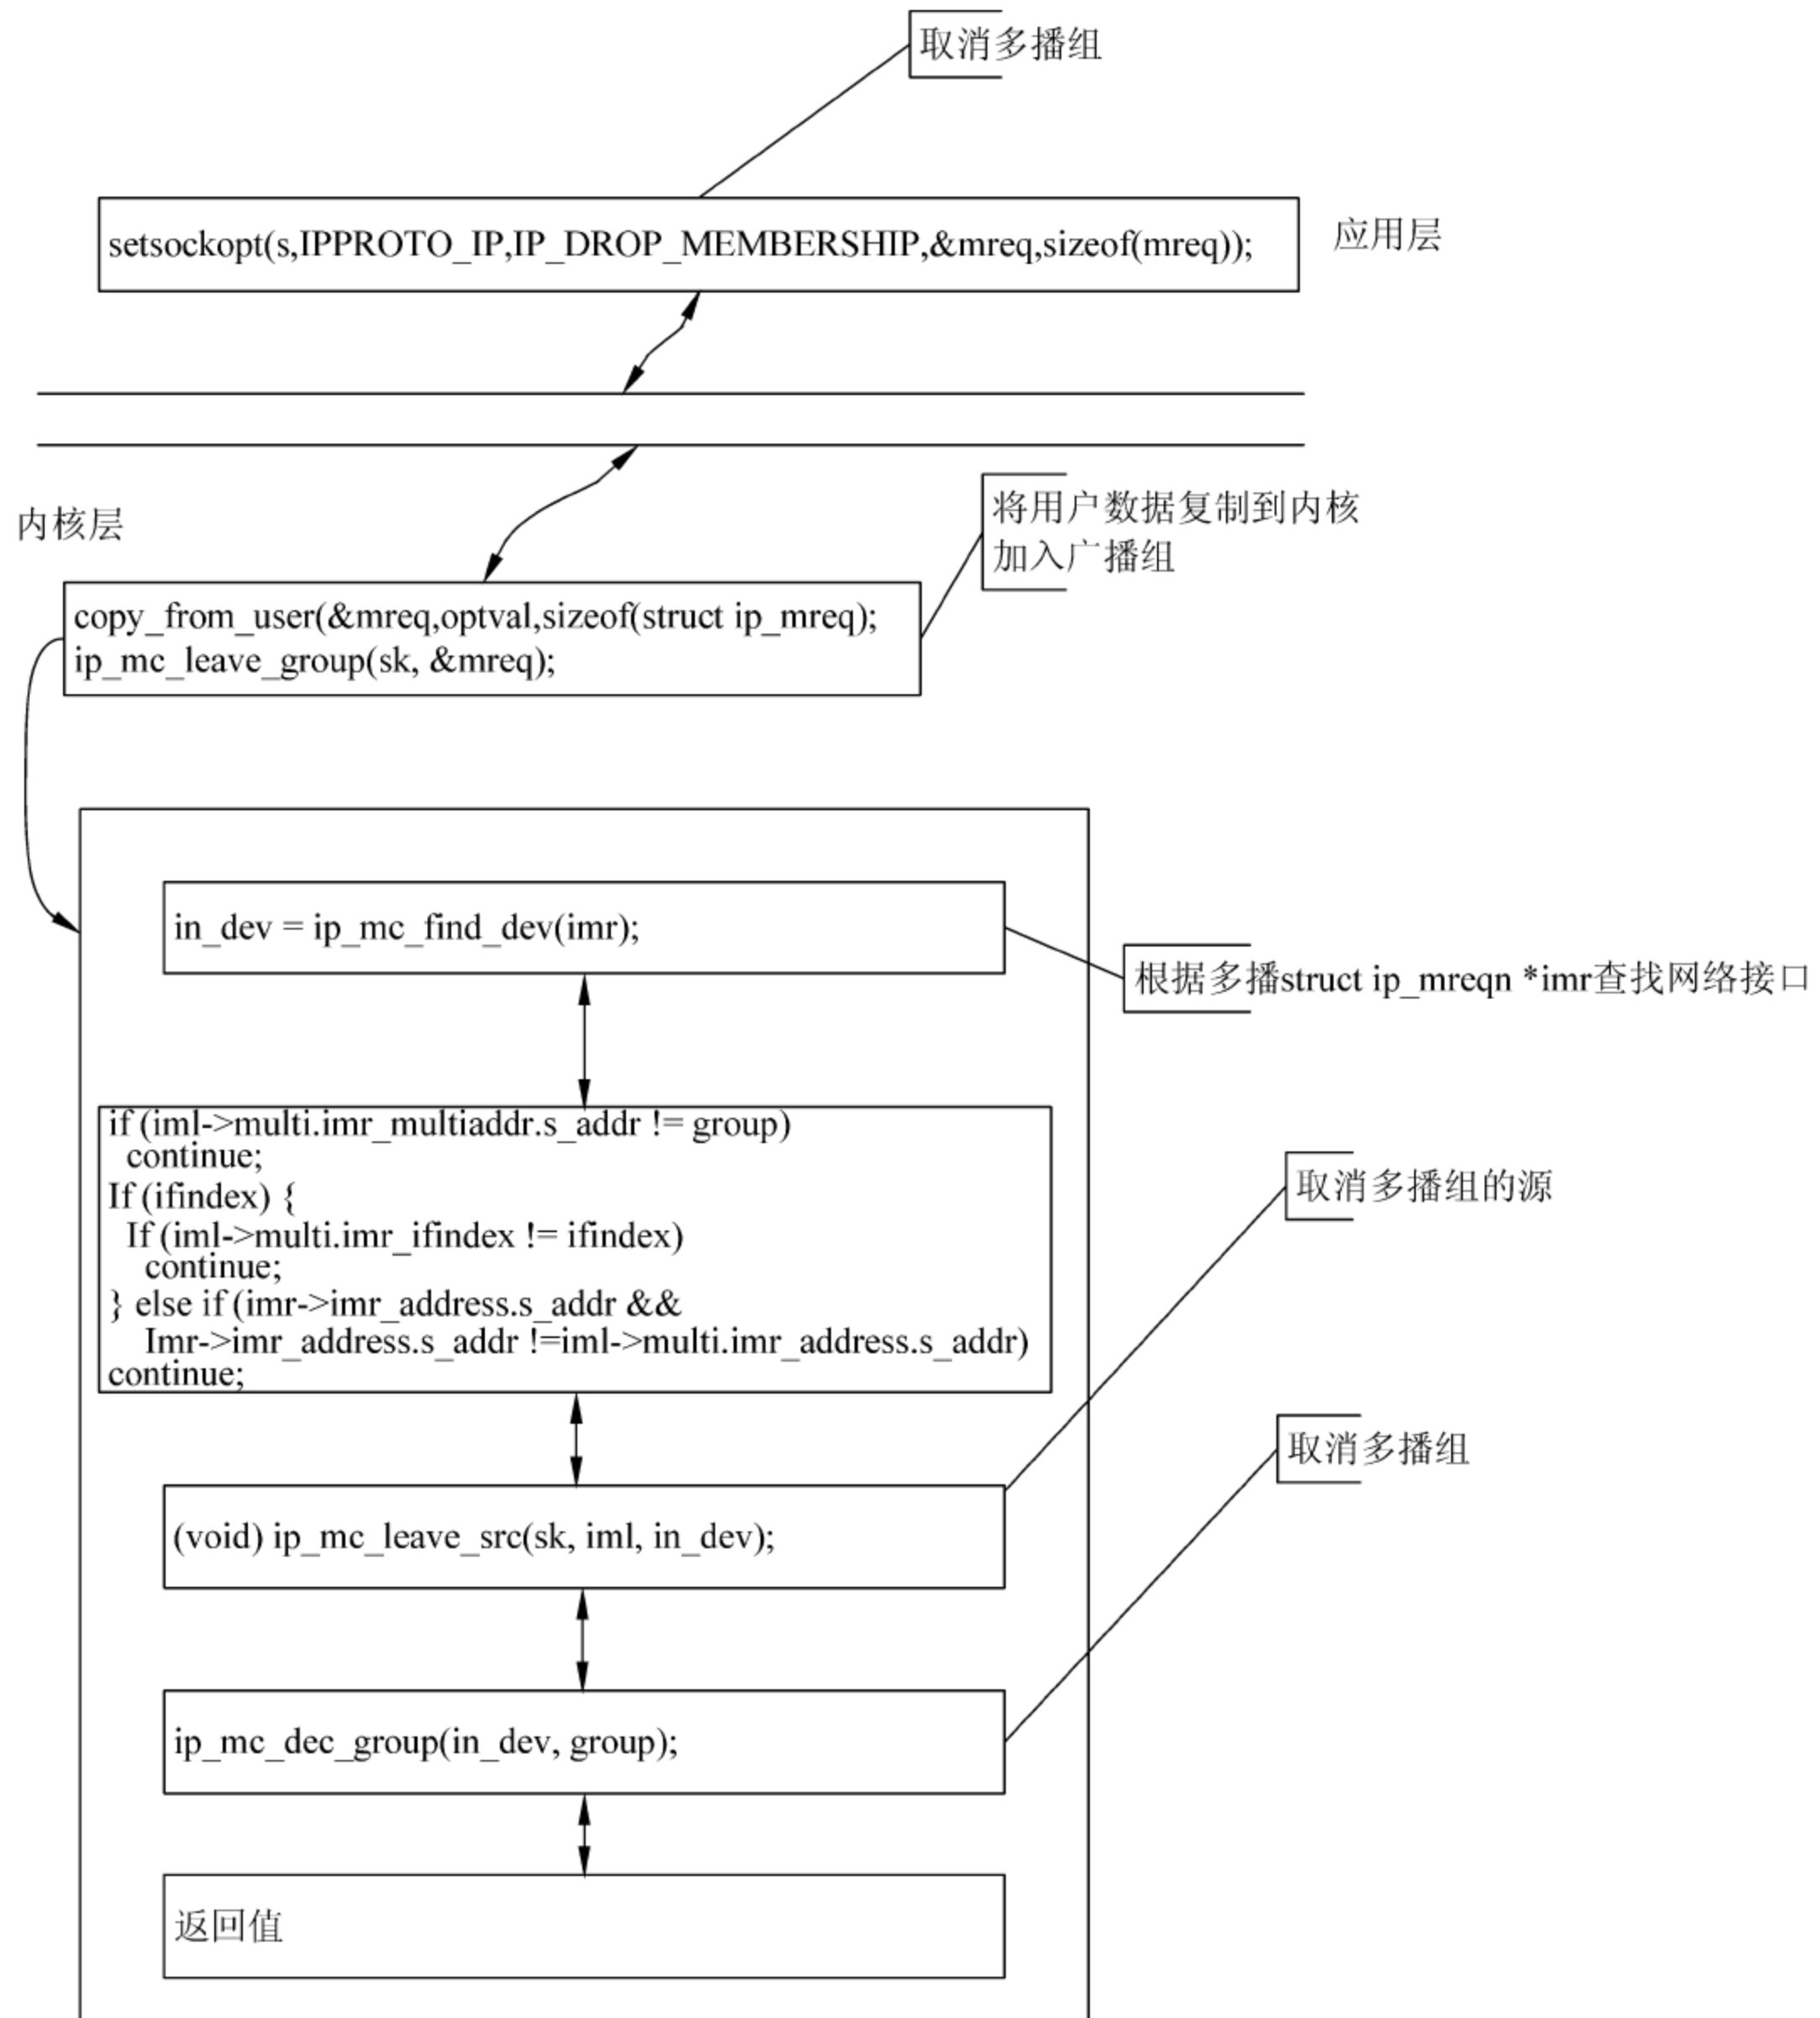 取消多播组
setsockopt(s,IPPROTO_IP,IP_DROP_MEMBERSHIP,&mreq,sizeof(mreq));
应用层
内核层
将用户数据复制到内核
加入广播组
copy_from_user(&mreq,optval,sizeof(struct ip_mreq);
ip_mc_leave_group(sk, &mreq);
in_dev = ip_mc_find_dev(imr);
根据多播struct ip_mreqn *imr查找网络接口
if (iml->multi.imr_multiaddr.s_addr != group)
continue;
If (ifindex) {
If (iml->multi.imr_ifindex != ifindex)
continue;
} else if (imr->imr_address.s_addr &&
Imr->imr_address.s_addr !=iml->multi.imr_address.s_addr)
continue;
取消多播组的源
(void) ip_mc_leave_src(sk, iml, in_dev);
取消多播组
ip_mc_dec_group(in_dev, group);
返回值